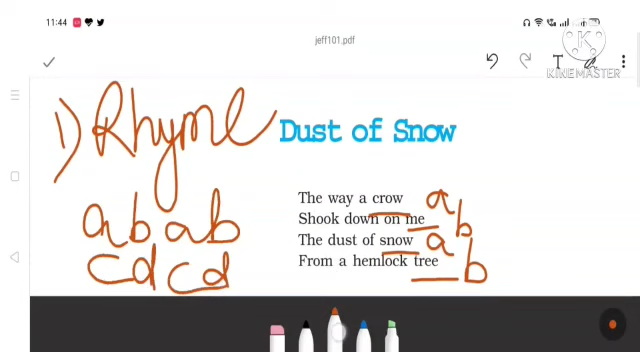 11:44
jeff101.pdf
KINEMASTER
1) Rhyme
Dust of Snow
abab
cdcd
The way a crow a
Shook down on me b
The dust of snow a
From a hemlock tree b